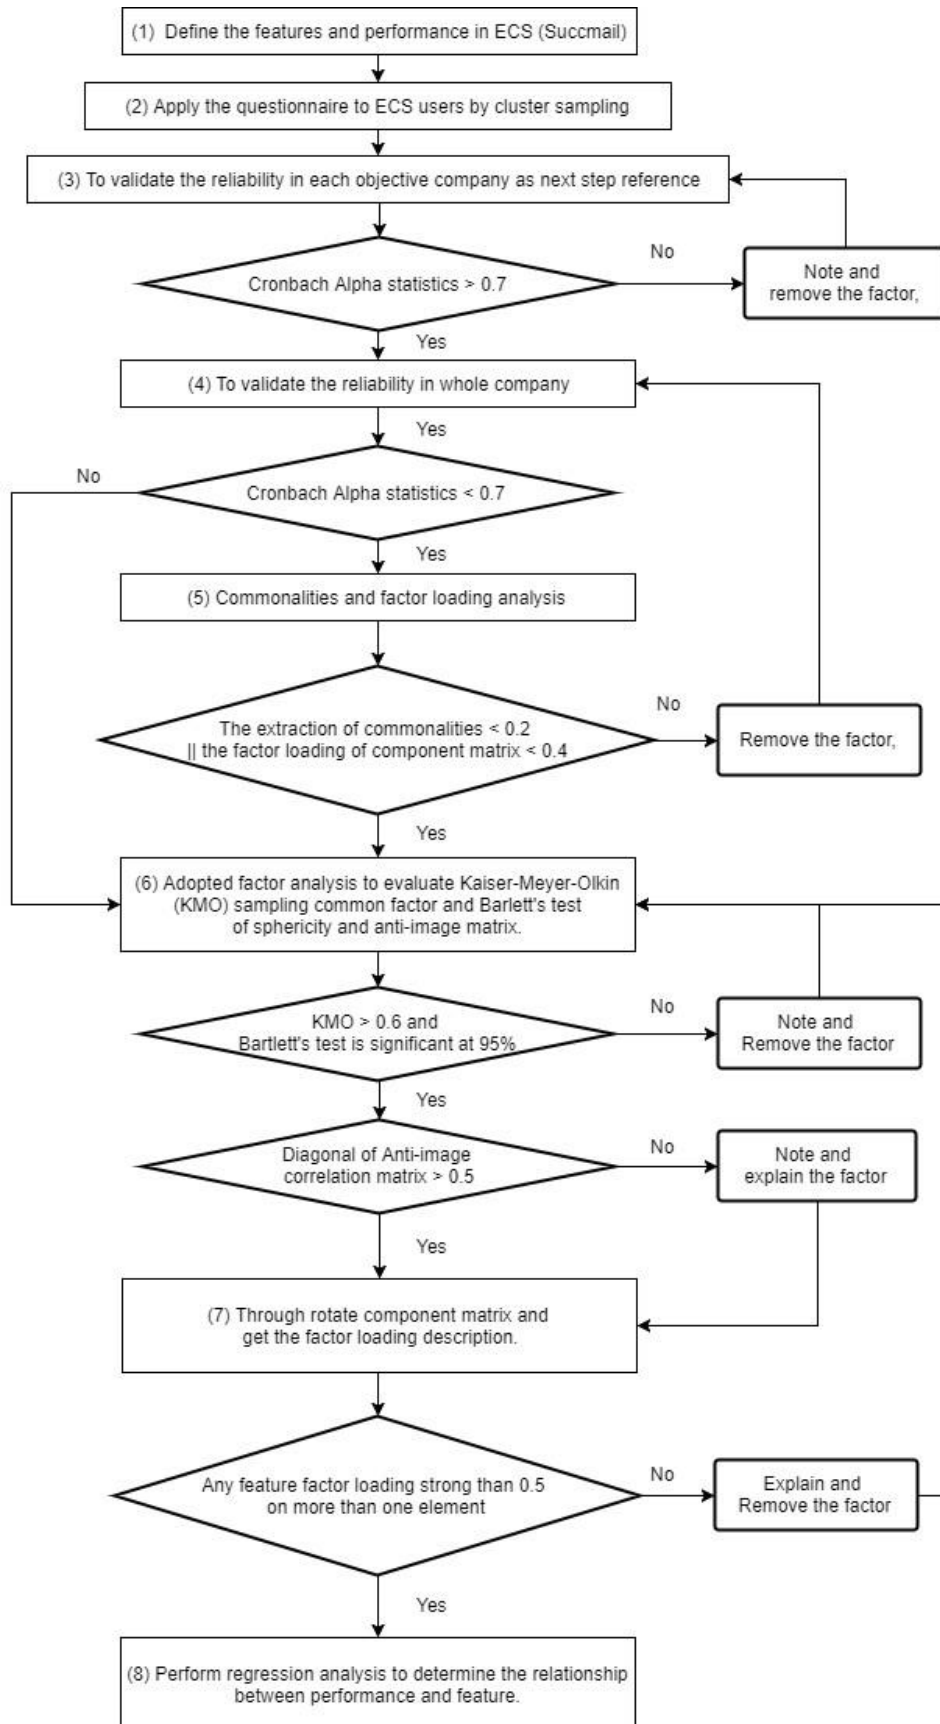 (1) Define the features and performance in ECS (Succmail)
(2) Apply the questionnaire to ECS users by cluster sampling
(3) To validate the reliability in each objective company as next step reference
Cronbach Alpha statistics > 0.7
No
Note and
remove the factor,
Yes
(4) To validate the reliability in whole company
Yes
No
Cronbach Alpha statistics < 0.7
Yes
(5) Commonalities and factor loading analysis
The extraction of commonalities < 0.2
|| the factor loading of component matrix < 0.4
No
Remove the factor,
Yes
(6) Adopted factor analysis to evaluate Kaiser-Meyer-Olkin
(KMO) sampling common factor and Barlett's test
of sphericity and anti-image matrix.
KMO > 0.6 and
Bartlett's test is significant at 95%
No
Note and
Remove the factor
Yes
Diagonal of Anti-image
correlation matrix > 0.5
No
Note and
explain the factor
Yes
(7) Through rotate component matrix and
get the factor loading description.
Any feature factor loading strong than 0.5
on more than one element
No
Explain and
Remove the factor
Yes
(8) Perform regression analysis to determine the relationship
between performance and feature.